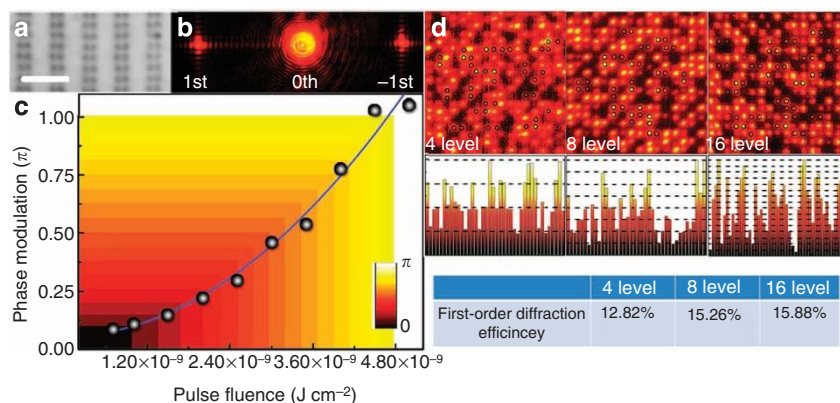 a
b
1st
0th
–1st
c
1.00
0.75
0.50
0.25
0.00
Phase modulation (π)
π
0
1.20×10⁻⁹
2.40×10⁻⁹
3.60×10⁻⁹
4.80×10⁻⁹
Pulse fluence (J cm⁻²)
d
4 level
8 level
16 level
4 level 8 level 16 level
First-order diffraction
efficincey
12.82% 15.26% 15.88%